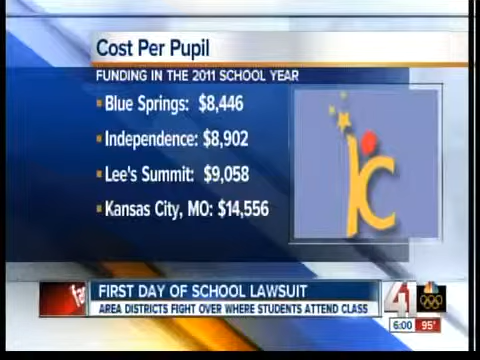 Cost Per Pupil
FUNDING IN THE 2011 SCHOOL YEAR
Blue Springs: $8,446
Independence: $8,902
Lee's Summit: $9,058
Kansas City, MO: $14,556
KC
FIRST DAY OF SCHOOL LAWSUIT
AREA DISTRICTS FIGHT OVER WHERE STUDENTS ATTEND CLASS
41
6:00 95°